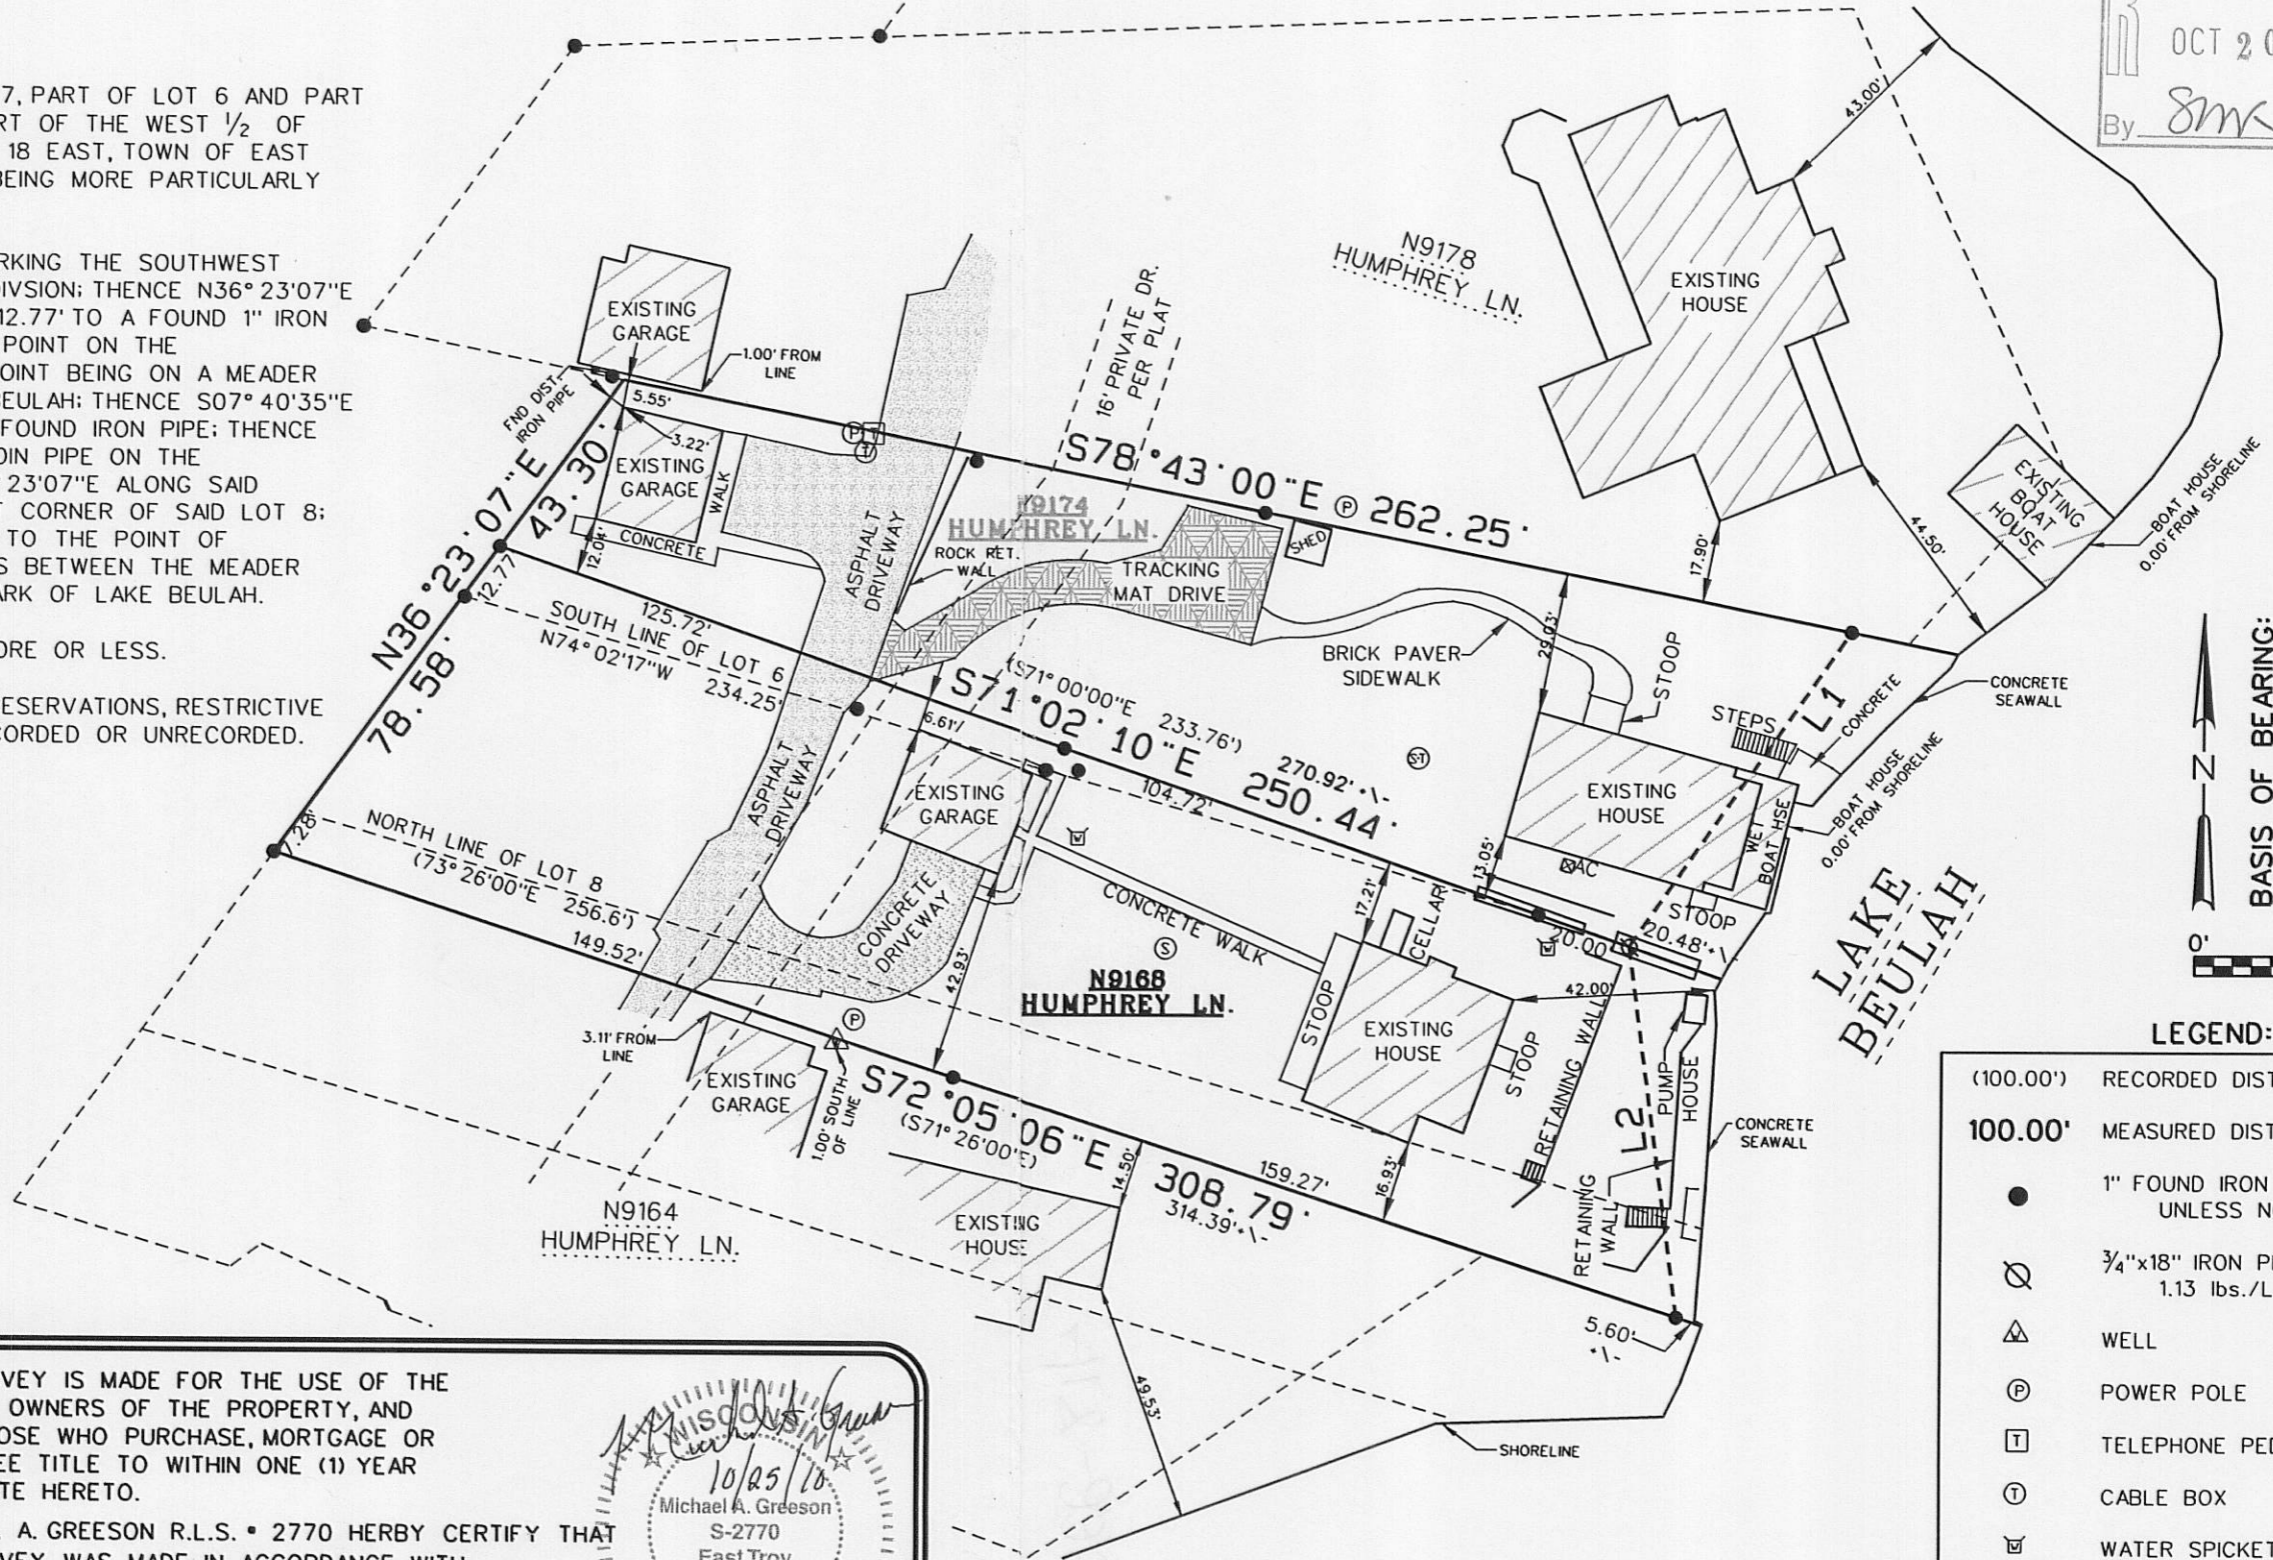 7, PART OF LOT 6 AND PART
RT OF THE WEST 1/2 OF
18 EAST, TOWN OF EAST
BEING MORE PARTICULARLY
RKING THE SOUTHWEST
DIVSION; THENCE N36°23'07"E
12.77' TO A FOUND 1" IRON
POINT ON THE
OINT BEING ON A MEADER
BEULAH; THENCE S07°40'35"E
FOUND IRON PIPE; THENCE
OIN PIPE ON THE
23'07"E ALONG SAID
T CORNER OF SAID LOT 8;
TO THE POINT OF
S BETWEEN THE MEADER
ARK OF LAKE BEULAH.
ORE OR LESS.
RESERVATIONS, RESTRICTIVE
CORDED OR UNRECORDED.
OCT 20
By SMK
43.00'
N9178
HUMPHREY LN.
EXISTING
HOUSE
EXISTING
GARAGE
1.00' FROM
LINE
FND DIST.
IRON PIPE
5.55'
3.22'
EXISTING
GARAGE
WALK
CONCRETE
12.04'
P
T
T
16' PRIVATE DR.
PER PLAT
S78°43'00"E P 262.25'
N9174
HUMPHREY LN.
ROCK RET.
WALL
ASPHALT
DRIVEWAY
TRACKING
MAT DRIVE
SHED
17.90'
44.50'
EXISTING
BOAT
HOUSE
BOAT HOUSE
0.00' FROM SHORELINE
N36°23'07"E
43.30'
12.77
78.58'
125.72'
SOUTH LINE OF LOT 6
N74°02'17"W 234.25'
BRICK PAVER
SIDEWALK
29.03'
STOOP
STEPS
L1
CONCRETE
CONCRETE
SEAWALL
BOAT HOUSE
0.00' FROM SHORELINE
(S71°00'00"E 233.76')
S71°02'10"E 250.44'
270.92'+\-
6.61'
104.72'
ST
EXISTING
HOUSE
WET
BOAT HSE
AC
13.05'
STOOP
20.00'
20.48'+\-
ASPHALT
DRIVEWAY
EXISTING
GARAGE
CONCRETE
DRIVEWAY
CONCRETE WALK
7.28'
NORTH LINE OF LOT 8
(73°26'00"E 256.6')
149.52'
42.93'
17.21'
CELLAR
S
N9168
HUMPHREY LN.
STOOP
EXISTING
HOUSE
STOOP
42.00'
RETAINING WALL
L2
PUMP
HOUSE
RETAINING
WALL
CONCRETE
SEAWALL
LAKE
BEULAH
N
BASIS OF BEARING:
0'
3.11' FROM
LINE
P
EXISTING
GARAGE
1.00' SOUTH
OF LINE
S72°05'06"E 308.79'
(S71°26'00"E)
314.39'+\-
14.50'
159.27'
16.93'
5.60'
+\-
N9164
HUMPHREY LN.
EXISTING
HOUSE
49.53'
SHORELINE
LEGEND:
(100.00') RECORDED DIST
100.00' MEASURED DIST
1" FOUND IRON
UNLESS N
3/4"x18" IRON PI
1.13 lbs./L
WELL
P POWER POLE
T TELEPHONE PED
T CABLE BOX
W WATER SPICKET
VEY IS MADE FOR THE USE OF THE
OWNERS OF THE PROPERTY, AND
OSE WHO PURCHASE, MORTGAGE OR
EE TITLE TO WITHIN ONE (1) YEAR
TE HERETO.
A. GREESON R.L.S. • 2770 HERBY CERTIFY THAT
VEY WAS MADE IN ACCORDANCE WITH
WISCONSIN
10/25/10
Michael A. Greeson
S-2770
East Troy